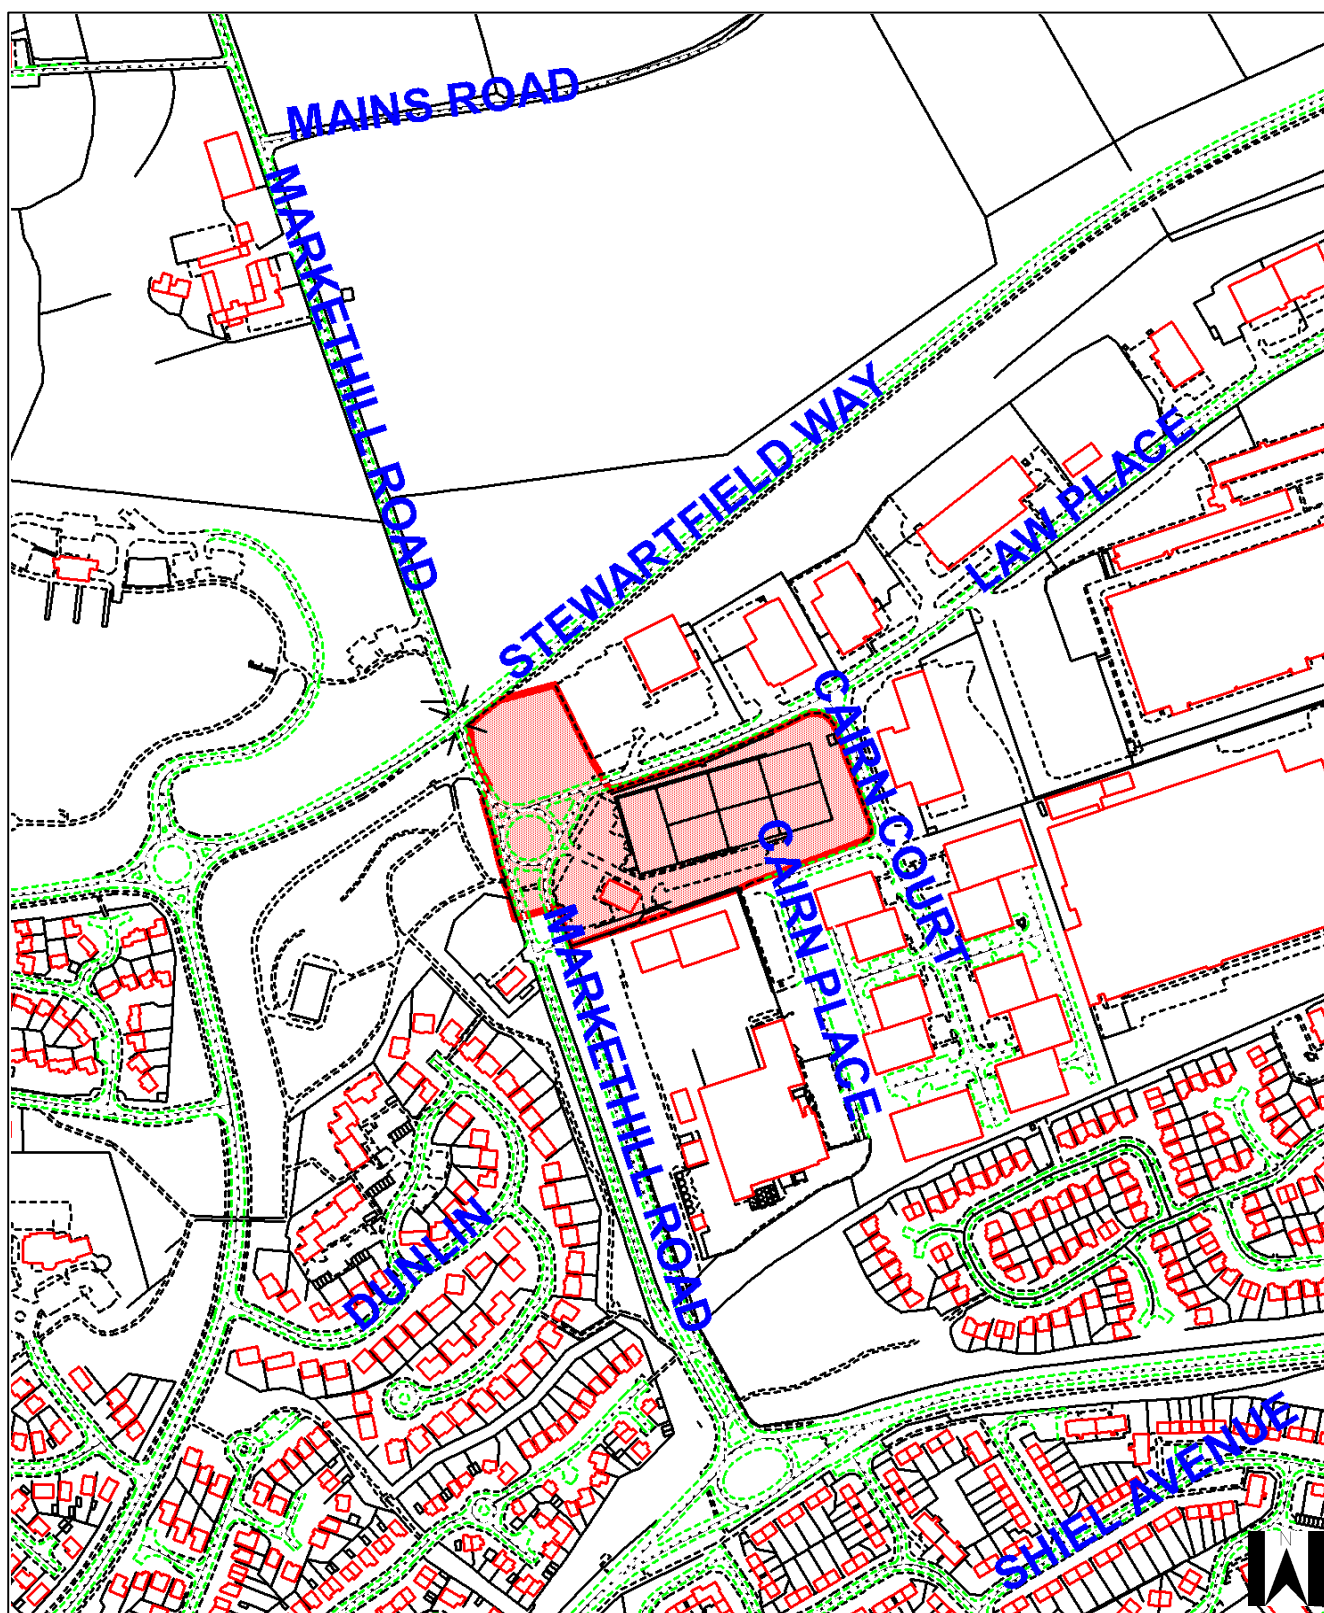 MAINS ROAD
MARKETHILL ROAD
STEWARTFIELD WAY
LAW PLACE
CAIRN COURT
CAIRN PLACE
MARKETHILL ROAD
DUNLIN
SHIEL AVENUE
N